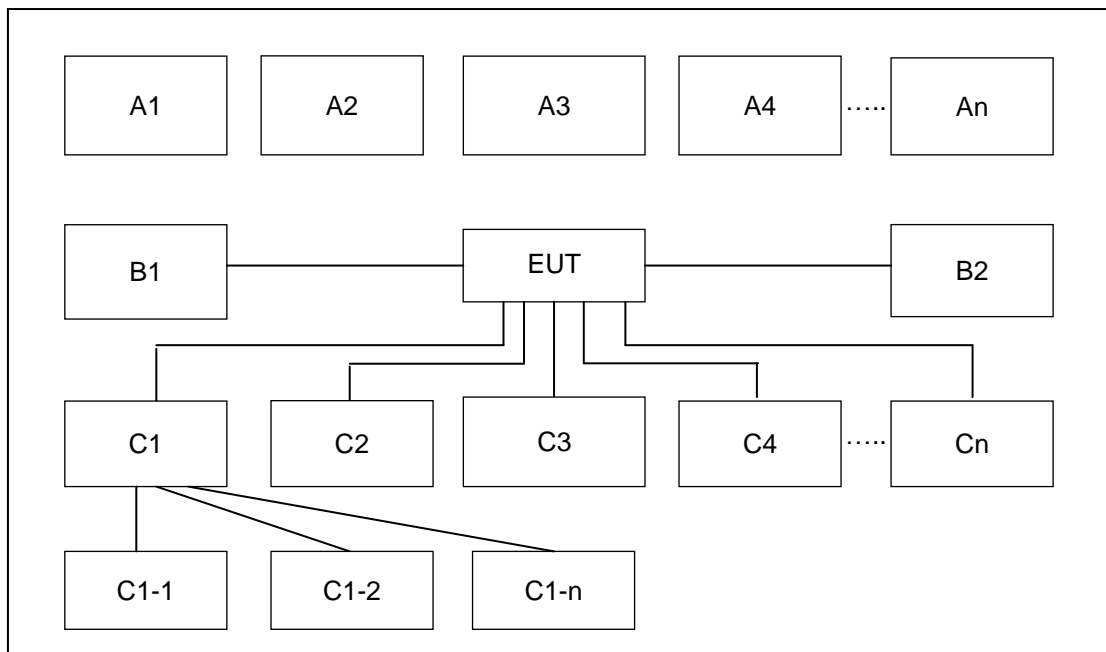 A1 A2 A3 A4 ..... An
B1 EUT B2
C1 C2 C3 C4 ..... Cn
C1-1 C1-2 C1-n